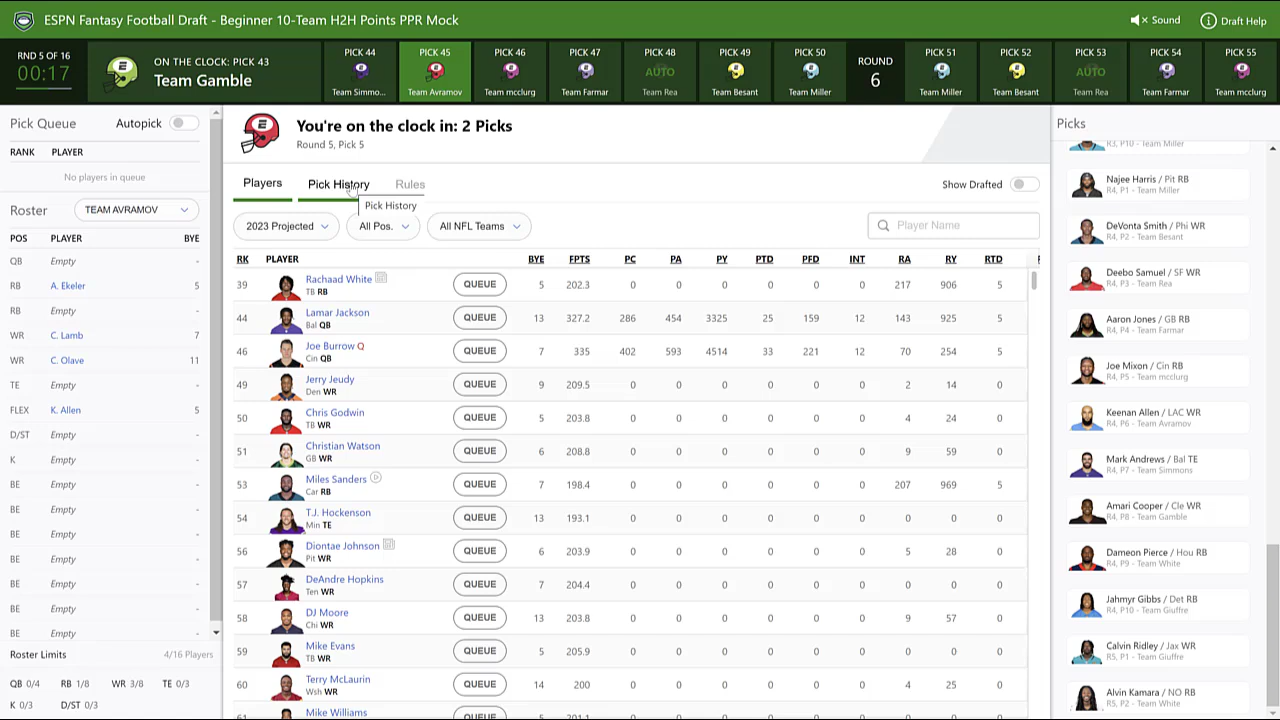 ESPN Fantasy Football Draft - Beginner 10-Team H2H Points PPR Mock
Sound
Draft Help
RND 5 OF 16
00:17
ON THE CLOCK: PICK 43
Team Gamble
PICK 44
Team Simmo...
PICK 45
Team Avramov
PICK 46
Team mcclurg
PICK 47
Team Farmar
PICK 48
AUTO
Team Rea
PICK 49
Team Besant
PICK 50
Team Miller
ROUND
6
PICK 51
Team Miller
PICK 52
Team Besant
PICK 53
AUTO
Team Rea
PICK 54
Team Farmar
PICK 55
Team mcclurg
Pick Queue
Autopick
RANK PLAYER
No players in queue
Roster
TEAM AVRAMOV
POS PLAYER BYE
QB Empty -
RB A. Ekeler 5
RB Empty -
WR C. Lamb 7
WR C. Olave 11
TE Empty -
FLEX K. Allen 5
D/ST Empty -
K Empty -
BE Empty -
BE Empty -
BE Empty -
BE Empty -
BE Empty -
BE Empty
Roster Limits 4/16 Players
QB 0/4 RB 1/8 WR 3/8 TE 0/3
D/ST 0/3
You're on the clock in: 2 Picks
Round 5, Pick 5
Players
Pick History
Rules
Pick History
Show Drafted
2023 Projected
All Pos.
All NFL Teams
Player Name
RK PLAYER BYE FPTS PC PA PY PTD PFD INT RA RY RTD
39 Rachaad White TB RB QUEUE 5 202.3 0 0 0 0 0 0 217 906 5
44 Lamar Jackson Bal QB QUEUE 13 327.2 286 454 3325 25 159 12 143 925 5
46 Joe Burrow Q Cin QB QUEUE 7 335 402 593 4514 33 221 12 70 254 0
49 Jerry Jeudy Den WR QUEUE 9 209.5 0 0 0 0 0 0 2 14 0
50 Chris Godwin TB WR QUEUE 5 203.8 0 0 0 0 0 0 4 24 0
51 Christian Watson GB WR QUEUE 6 208.8 0 0 0 0 0 0 9 59 0
53 Miles Sanders Car RB QUEUE 7 198.4 0 0 0 0 0 0 207 969 5
54 T.J. Hockenson Min TE QUEUE 13 193.1 0 0 0 0 0 0 0 0 0
56 Diontae Johnson Pit WR QUEUE 6 203.9 0 0 0 0 0 0 5 28 0
57 DeAndre Hopkins Ten WR QUEUE 7 204.4 0 0 0 0 0 0 0 0 0
58 DJ Moore Chi WR QUEUE 13 203.8 0 0 0 0 0 0 9 57 0
59 Mike Evans TB WR QUEUE 5 205.9 0 0 0 0 0 0 0 0 0
60 Terry McLaurin Wsh WR QUEUE 14 200 0 0 0 0 0 0 4 25 0
61 Mike Williams QUEUE 5 201.1 0 0 0 0 0 0 0 0 0
Picks
R3, P10 - Team Miller
Najee Harris / Pit RB
R4, P1 - Team Miller
DeVonta Smith / Phi WR
R4, P2 - Team Besant
Deebo Samuel / SF WR
R4, P3 - Team Rea
Aaron Jones / GB RB
R4, P4 - Team Farmar
Joe Mixon / Cin RB
R4, P5 - Team mcclurg
Keenan Allen / LAC WR
R4, P6 - Team Avramov
Mark Andrews / Bal TE
R4, P7 - Team Simmons
Amari Cooper / Cle WR
R4, P8 - Team Gamble
Dameon Pierce / Hou RB
R4, P9 - Team White
Jahmyr Gibbs / Det RB
R4, P10 - Team Giuffre
Calvin Ridley / Jax WR
R5, P1 - Team Giuffre
Alvin Kamara / NO RB
R5, P2 - Team White